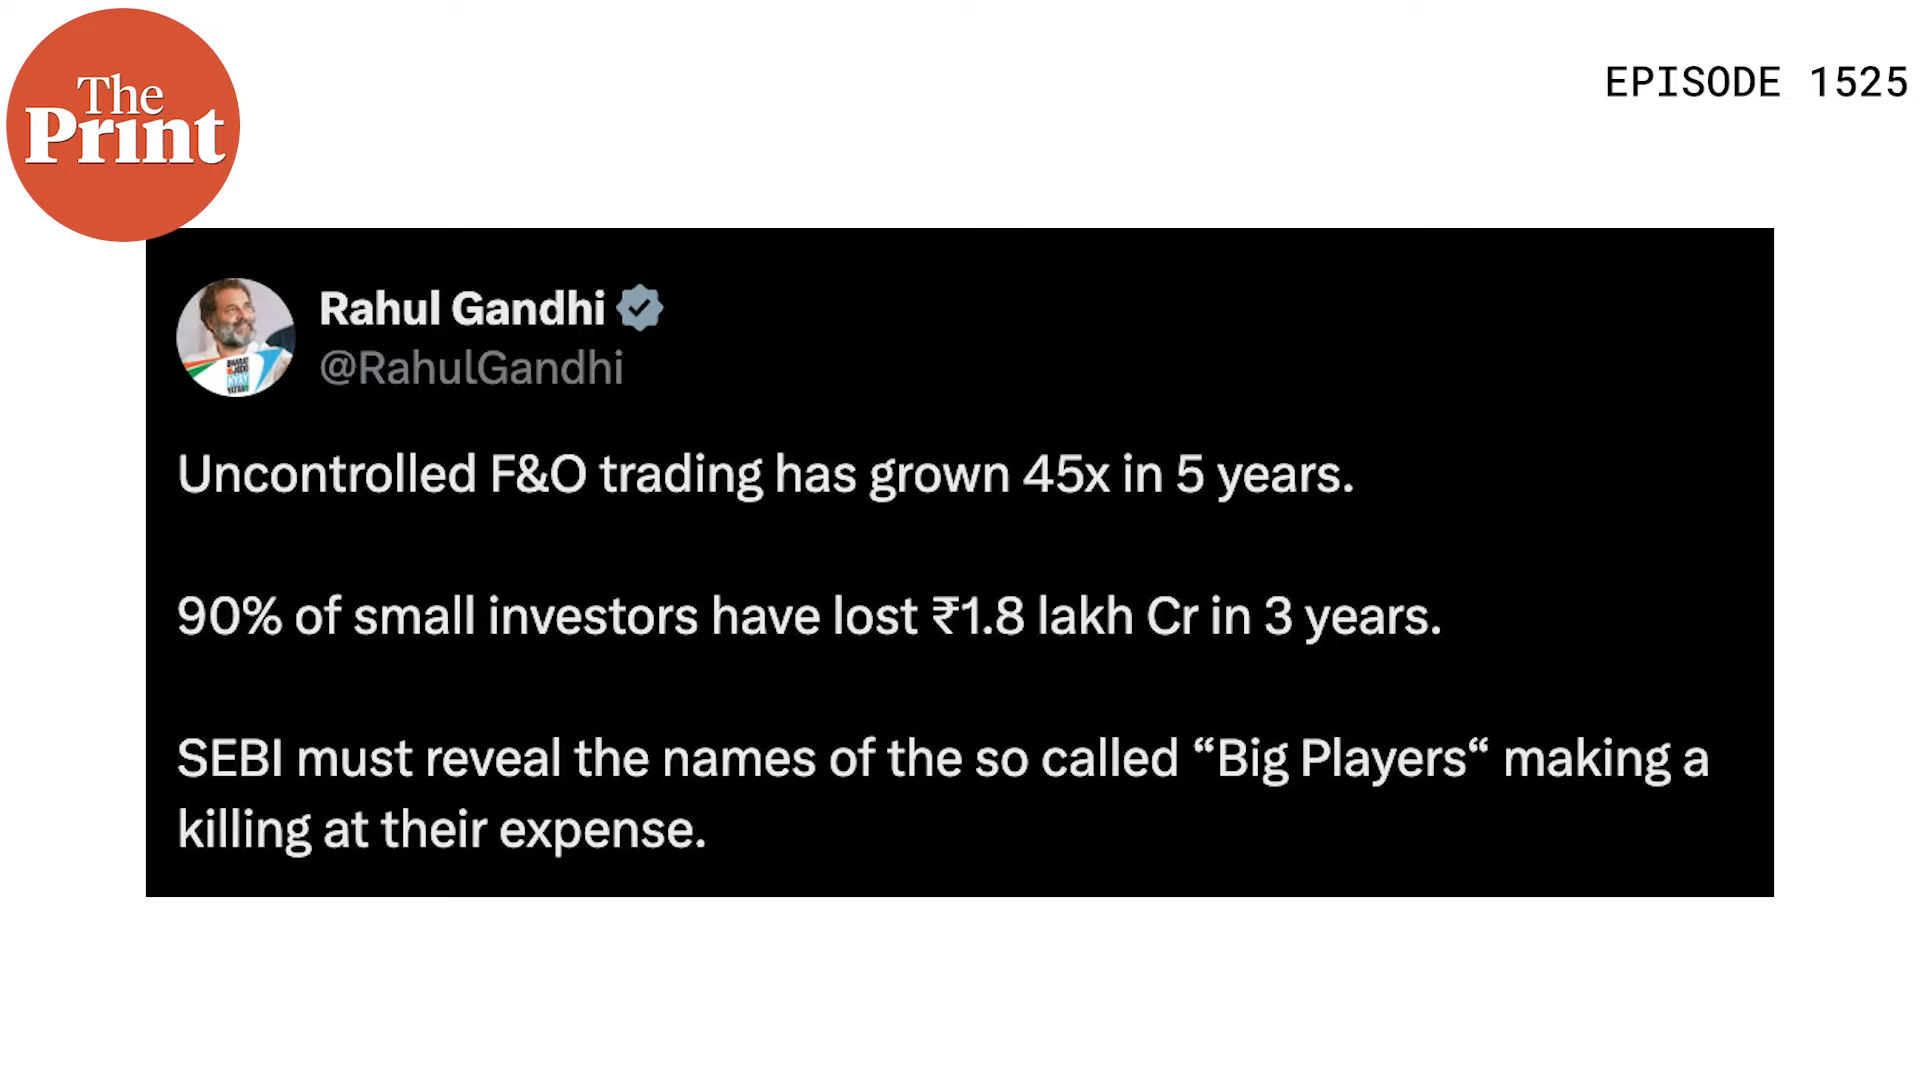 The
Print
EPISODE 1525
Rahul Gandhi
@RahulGandhi
Uncontrolled F&O trading has grown 45x in 5 years.
90% of small investors have lost ₹1.8 lakh Cr in 3 years.
SEBI must reveal the names of the so called “Big Players“ making a
killing at their expense.